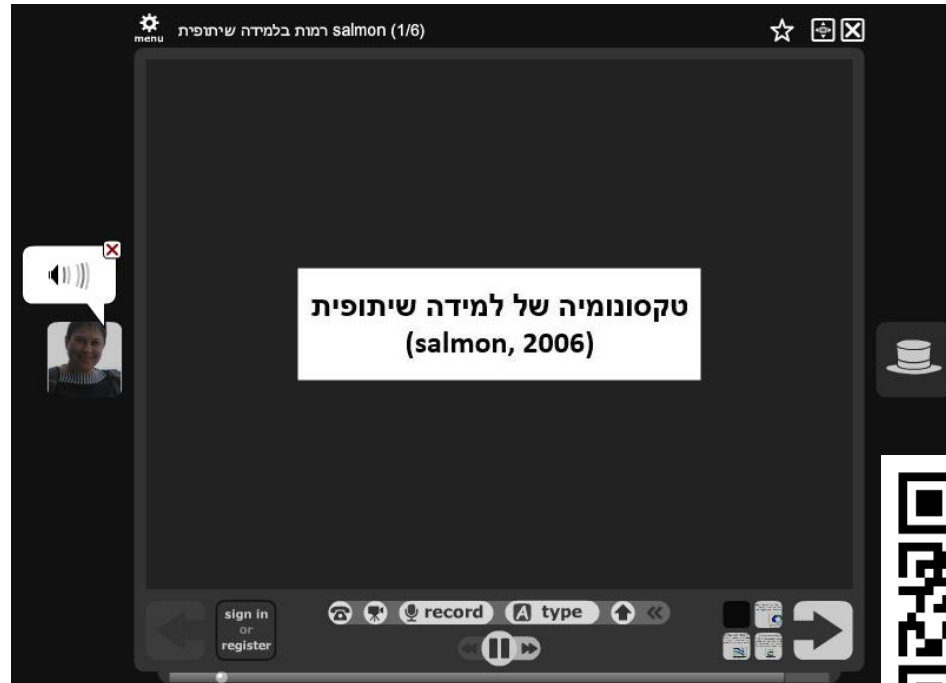 menu
רמות בלמידה שיתופית salmon (1/6)
טקסונומיה של למידה שיתופית
(salmon, 2006)
sign in
or
register
record
A type